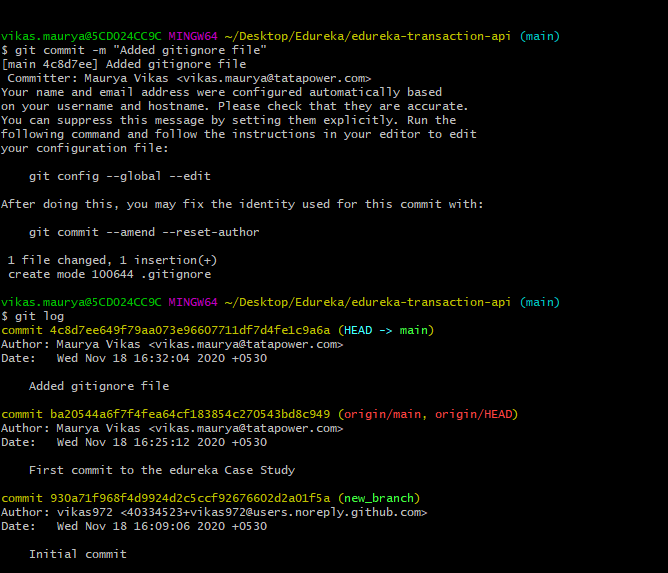 vikas.maurya@5CD024CC9C MINGW64 ~/Desktop/Edureka/edureka-transaction-api (main)
$ git commit -m "Added gitignore file"
[main 4c8d7ee] Added gitignore file
 Committer: Maurya Vikas <vikas.maurya@tatapower.com>
Your name and email address were configured automatically based
on your username and hostname. Please check that they are accurate.
You can suppress this message by setting them explicitly. Run the
following command and follow the instructions in your editor to edit
your configuration file:

    git config --global --edit

After doing this, you may fix the identity used for this commit with:

    git commit --amend --reset-author

 1 file changed, 1 insertion(+)
 create mode 100644 .gitignore

vikas.maurya@5CD024CC9C MINGW64 ~/Desktop/Edureka/edureka-transaction-api (main)
$ git log
commit 4c8d7ee649f79aa073e96607711df7d4fe1c9a6a (HEAD -> main)
Author: Maurya Vikas <vikas.maurya@tatapower.com>
Date:   Wed Nov 18 16:32:04 2020 +0530

    Added gitignore file

commit ba20544a6f7f4fea64cf183854c270543bd8c949 (origin/main, origin/HEAD)
Author: Maurya Vikas <vikas.maurya@tatapower.com>
Date:   Wed Nov 18 16:25:12 2020 +0530

    First commit to the edureka Case Study

commit 930a71f968f4d9924d2c5ccf92676602d2a01f5a (new_branch)
Author: vikas972 <40334523+vikas972@users.noreply.github.com>
Date:   Wed Nov 18 16:09:06 2020 +0530

    Initial commit